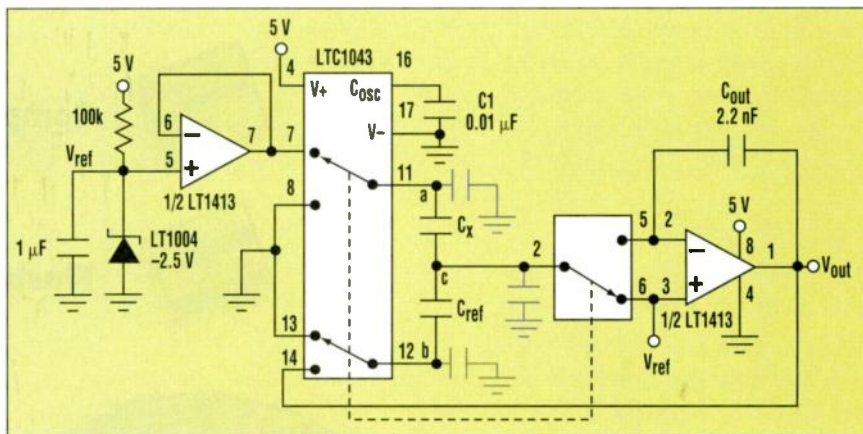 5 V
5 V
LTC1043
4
V+
16
Cosc
C1
0.01 μF
17
V−
100k
6
7
7
11
Vref
5
1/2 LT1413
8
a
Cx
1 μF
LT1004
−2.5 V
c
2
Cref
13
14
12
b
Cout
2.2 nF
5
2
5 V
8
1
Vout
6
3
4
1/2 LT1413
Vref